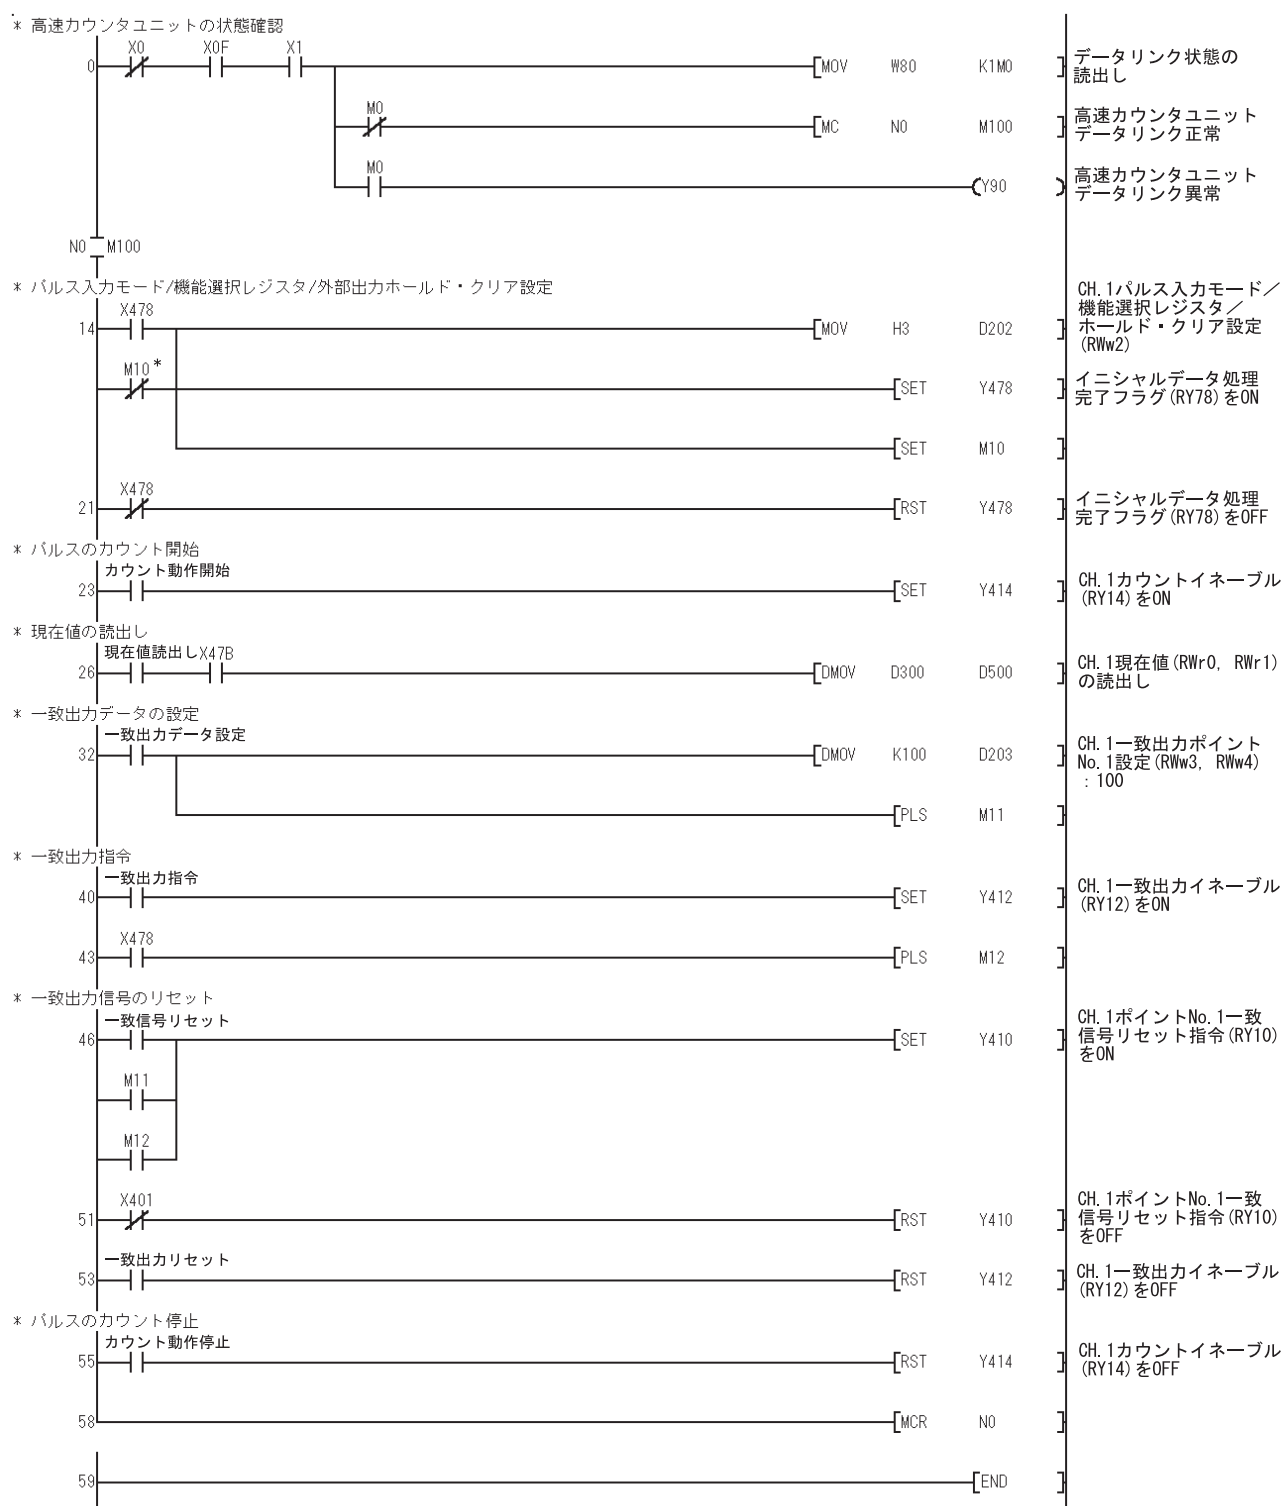 * 高速カウンタユニットの状態確認
X0 X0F X1
0 MOV W80 K1M0 データリンク状態の
読出し
M0
MC N0 M100 高速カウンタユニット
データリンク正常
M0
Y90 高速カウンタユニット
データリンク異常
N0 M100
* パルス入力モード/機能選択レジスタ/外部出力ホールド・クリア設定
X478
14 MOV H3 D202 CH.1パルス入力モード／
機能選択レジスタ／
ホールド・クリア設定
(RWw2)
M10 *
SET Y478 イニシャルデータ処理
完了フラグ(RY78)をON
SET M10
X478
21 RST Y478 イニシャルデータ処理
完了フラグ(RY78)をOFF
* パルスのカウント開始
カウント動作開始
23 SET Y414 CH.1カウントイネーブル
(RY14)をON
* 現在値の読出し
現在値読出し X47B
26 DMOV D300 D500 CH.1現在値(RWr0, RWr1)
の読出し
* 一致出力データの設定
一致出力データ設定
32 DMOV K100 D203 CH.1一致出力ポイント
No.1設定(RWw3, RWw4)
: 100
PLS M11
* 一致出力指令
一致出力指令
40 SET Y412 CH.1一致出力イネーブル
(RY12)をON
X478
43 PLS M12
* 一致出力信号のリセット
一致信号リセット
46 SET Y410 CH.1ポイントNo.1一致
信号リセット指令(RY10)
をON
M11
M12
X401
51 RST Y410 CH.1ポイントNo.1一致
信号リセット指令(RY10)
をOFF
一致出力リセット
53 RST Y412 CH.1一致出力イネーブル
(RY12)をOFF
* パルスのカウント停止
カウント動作停止
55 RST Y414 CH.1カウントイネーブル
(RY14)をOFF
58 MCR N0
59 END